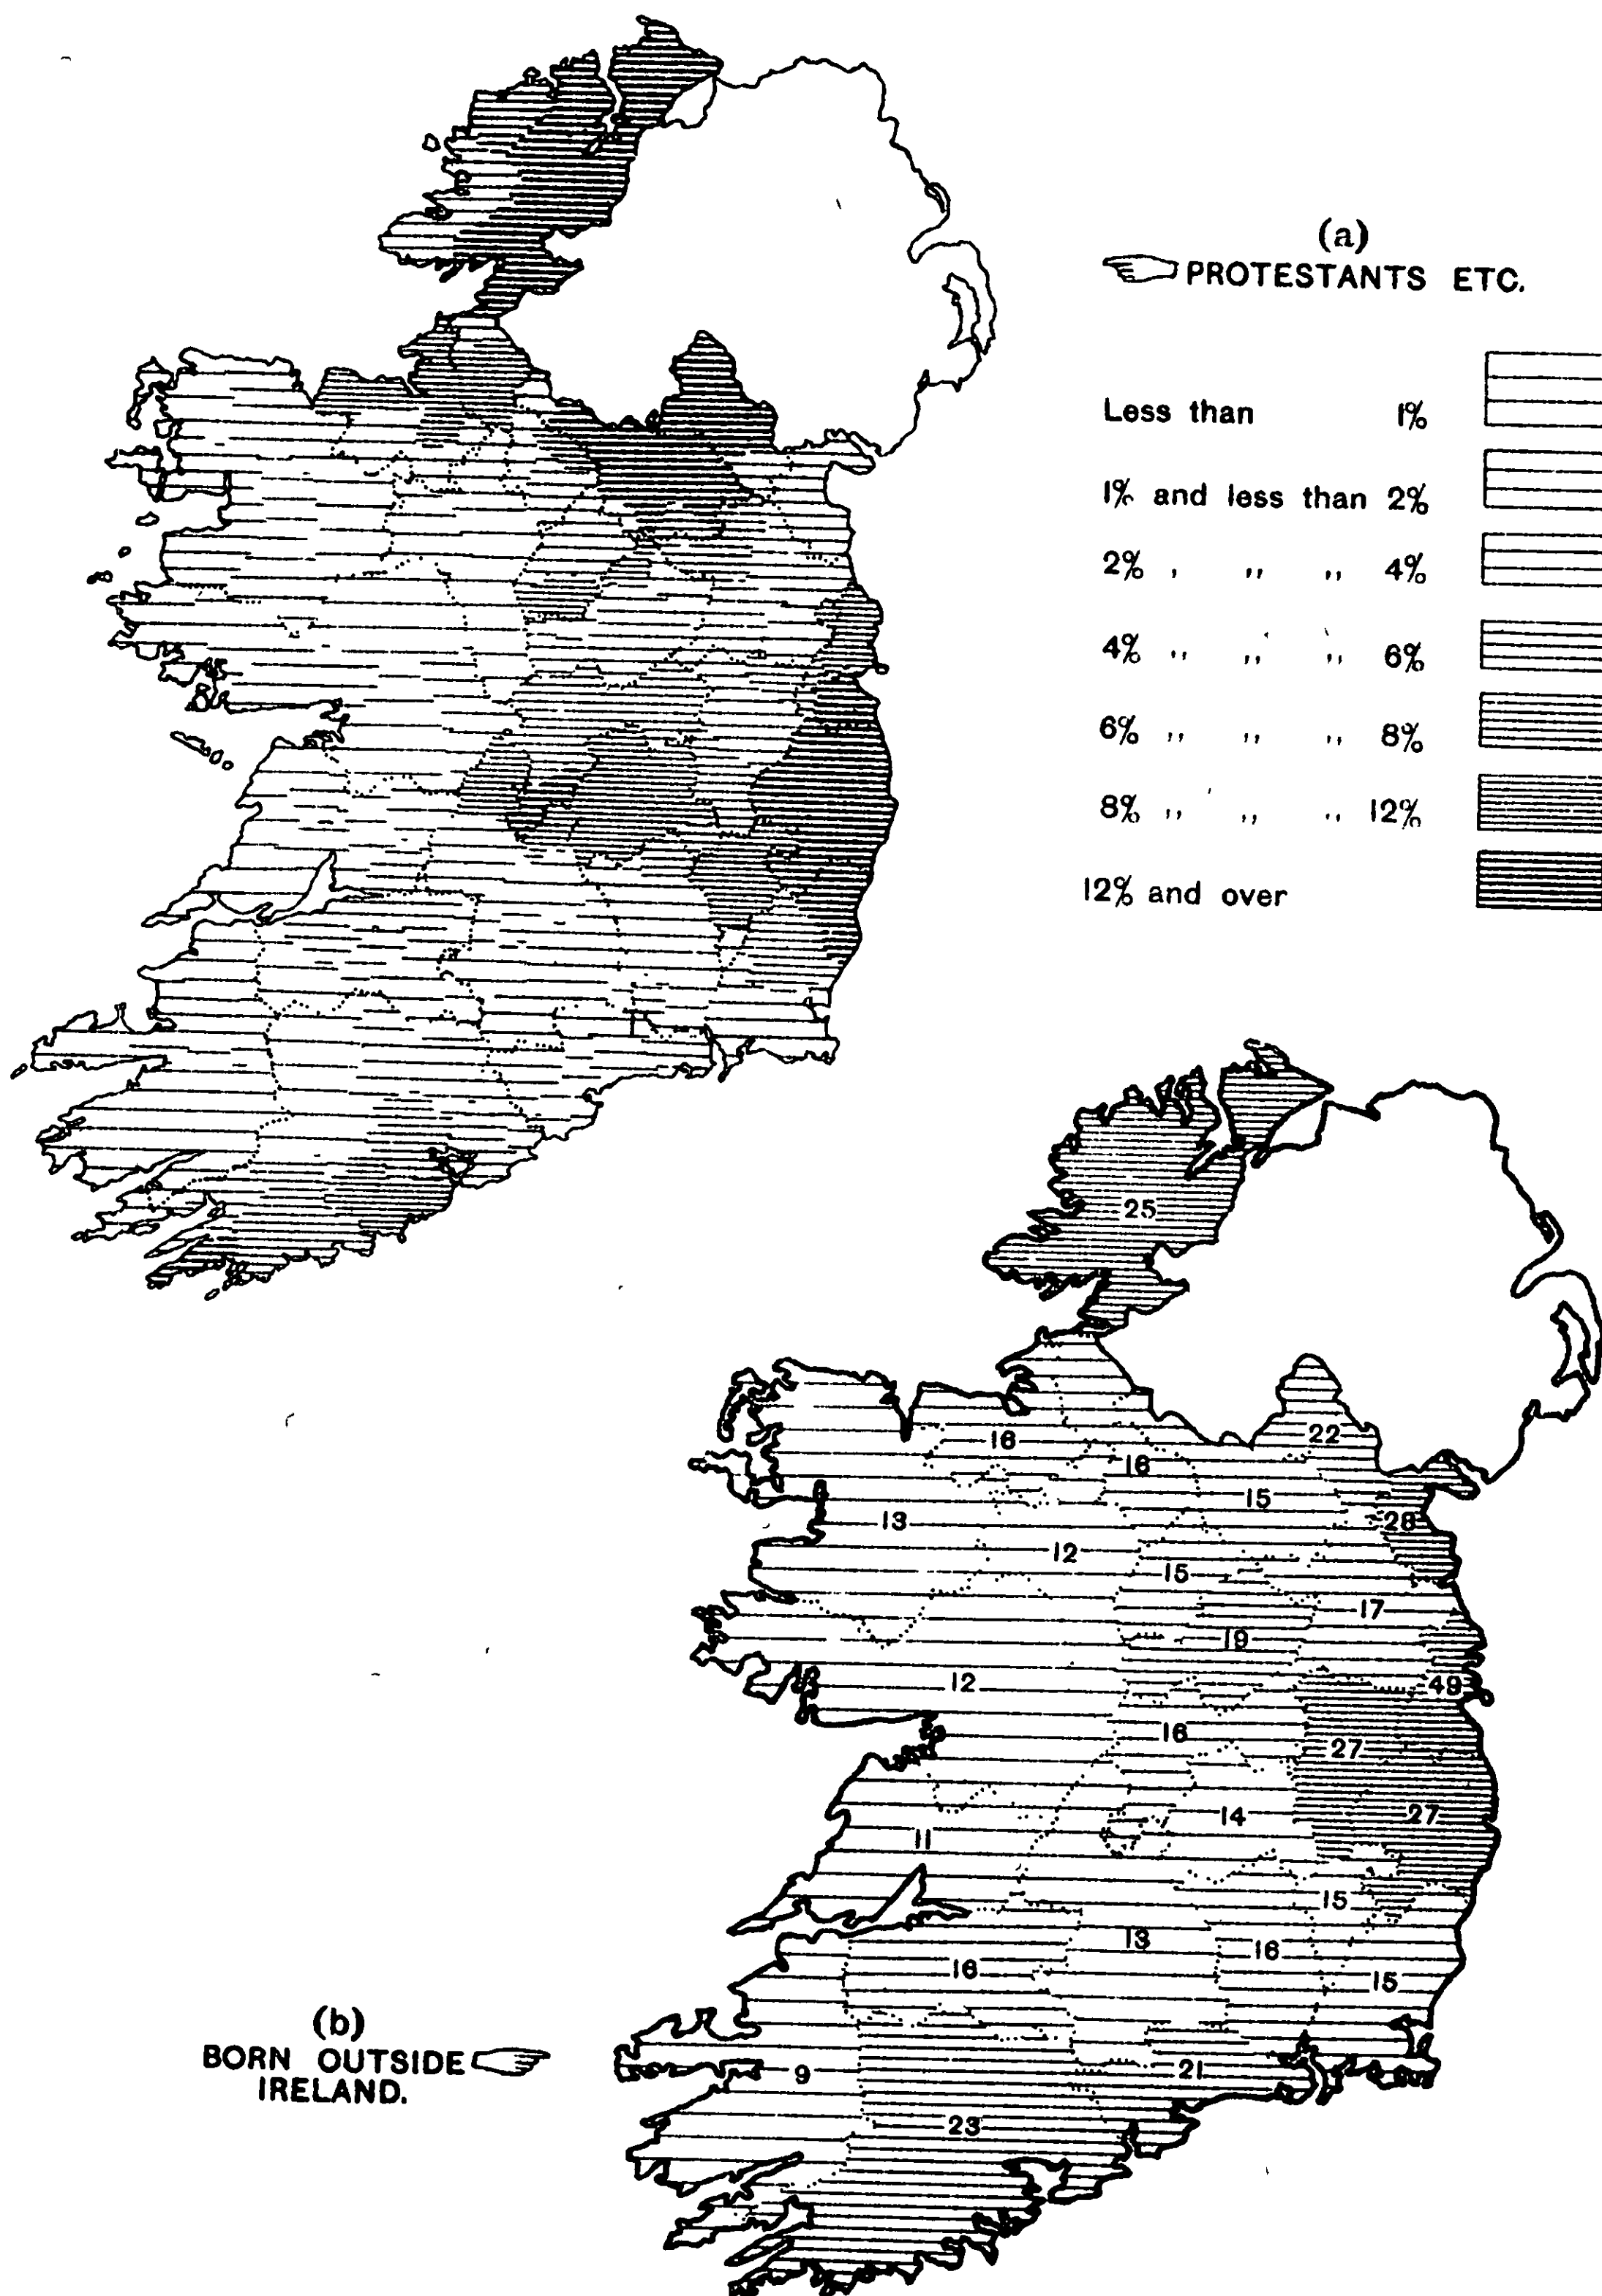 (a)
PROTESTANTS ETC.
Less than 1%
1% and less than 2%
2% , ,, ,, 4%
4% ,, ,, ,, 6%
6% ,, ,, ,, 8%
8% ,, ,, ,, 12%
12% and over
25
16
22
16
15
28
13
12
15
17
19
12
49
16
27
14
27
11
15
13
16
16
15
(b)
BORN OUTSIDE
IRELAND.
9
21
23